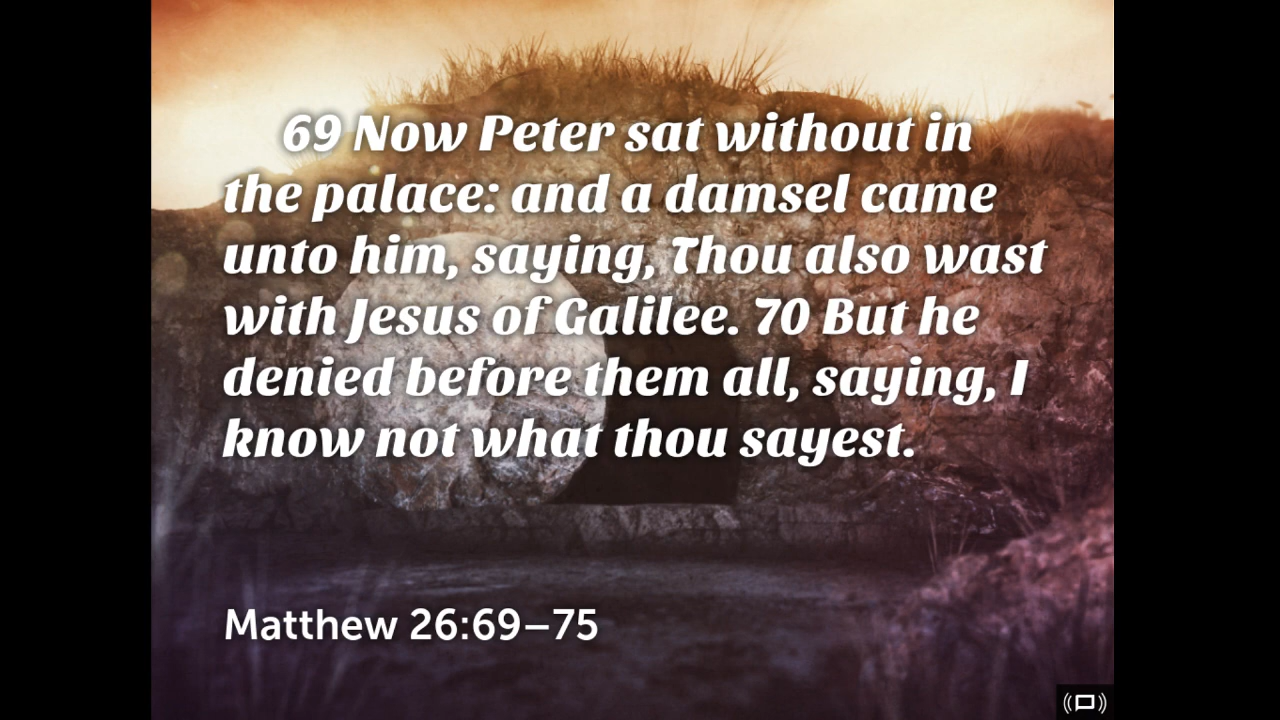 69 Now Peter sat without in
the palace: and a damsel came
unto him, saying, Thou also wast
with Jesus of Galilee. 70 But he
denied before them all, saying, I
know not what thou sayest.
Matthew 26:69–75